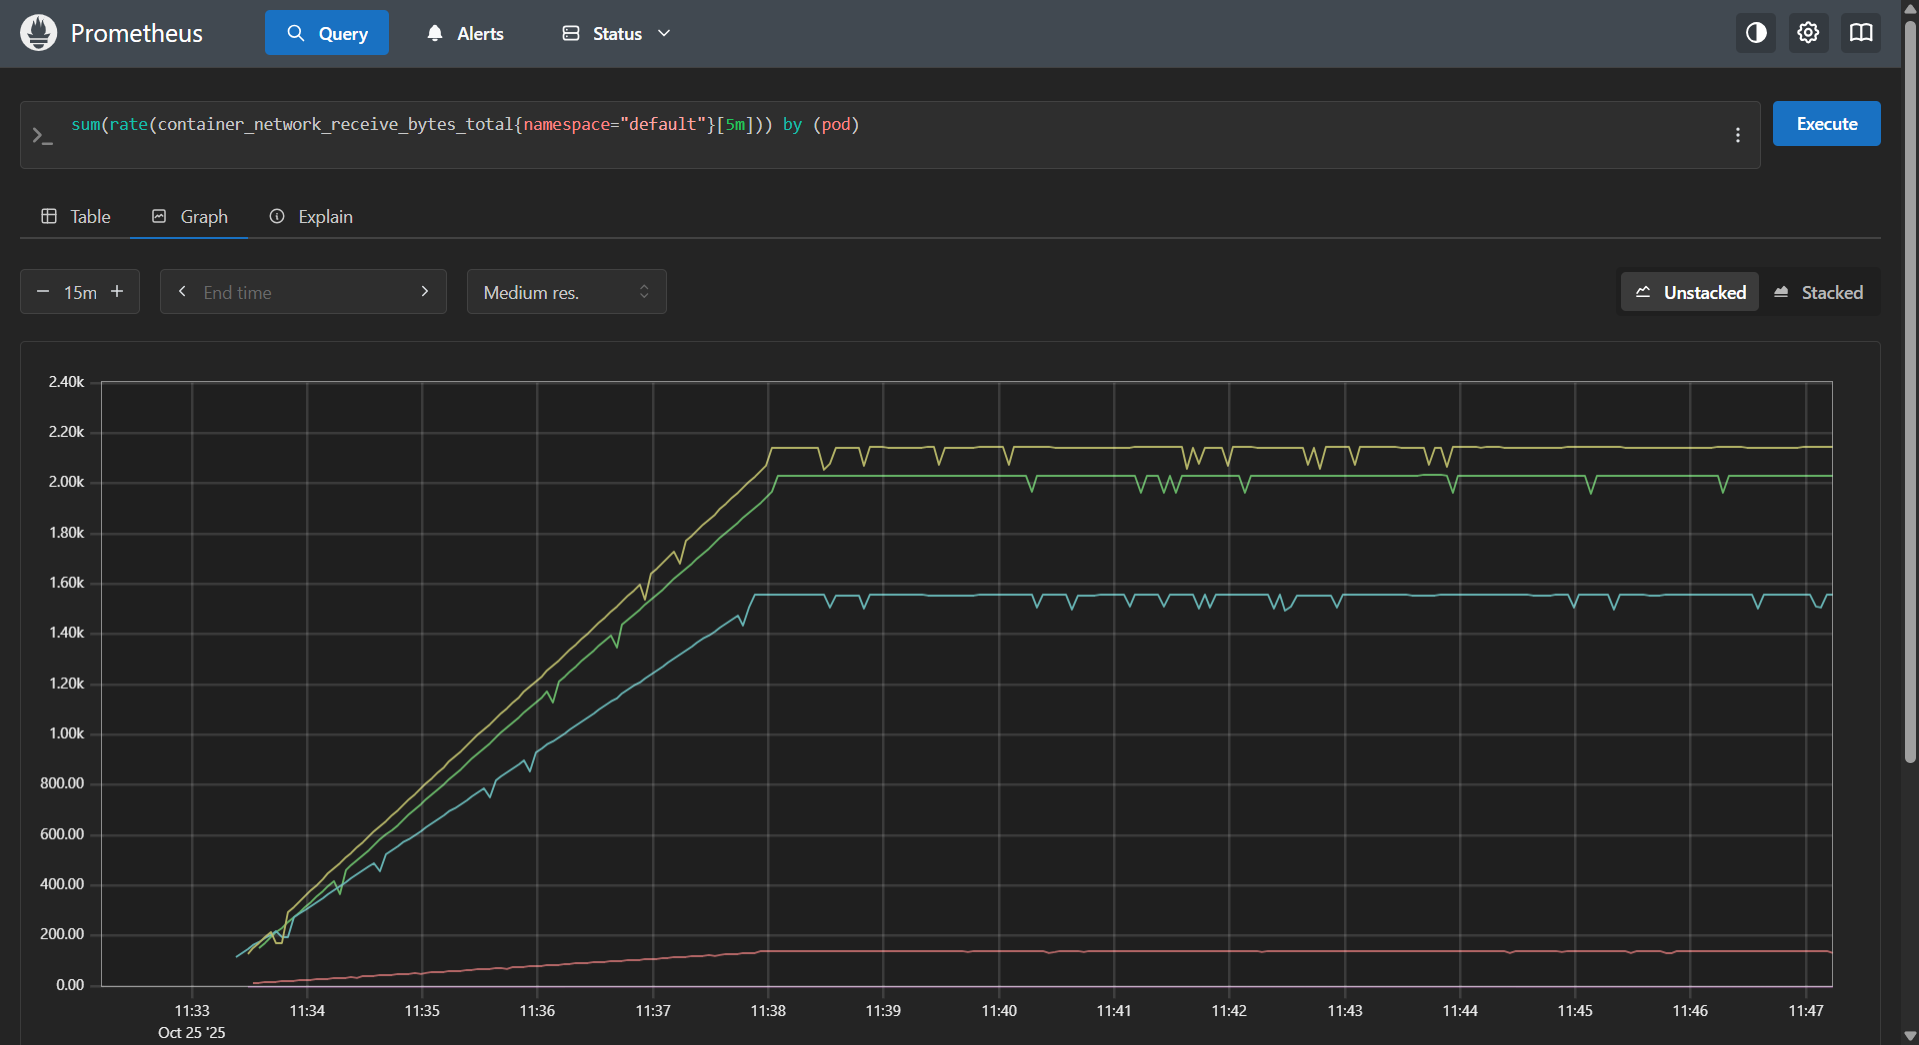 Prometheus
Query
Alerts
Status
sum(rate(container_network_receive_bytes_total{namespace="default"}[5m])) by (pod)
Execute
Table
Graph
Explain
15m
End time
Medium res.
Unstacked
Stacked
2.40k
2.20k
2.00k
1.80k
1.60k
1.40k
1.20k
1.00k
800.00
600.00
400.00
200.00
0.00
11:33 11:34 11:35 11:36 11:37 11:38 11:39 11:40 11:41 11:42 11:43 11:44 11:45 11:46 11:47
Oct 25 '25